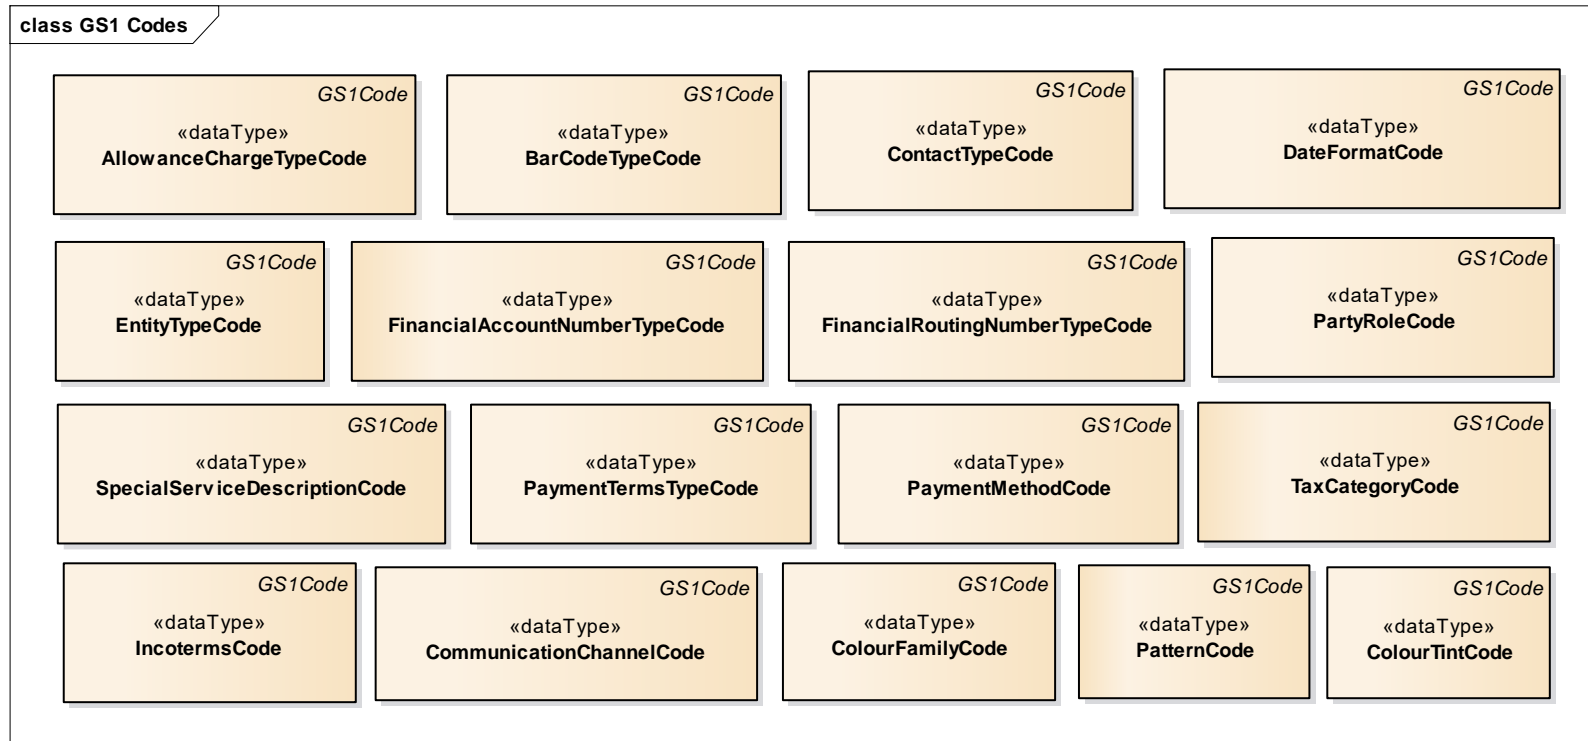 class GS1 Codes
GS1Code
«dataType»
AllowanceChargeTypeCode
GS1Code
«dataType»
BarCodeTypeCode
GS1Code
«dataType»
ContactTypeCode
GS1Code
«dataType»
DateFormatCode
GS1Code
«dataType»
EntityTypeCode
GS1Code
«dataType»
FinancialAccountNumberTypeCode
GS1Code
«dataType»
FinancialRoutingNumberTypeCode
GS1Code
«dataType»
PartyRoleCode
GS1Code
«dataType»
SpecialServiceDescriptionCode
GS1Code
«dataType»
PaymentTermsTypeCode
GS1Code
«dataType»
PaymentMethodCode
GS1Code
«dataType»
TaxCategoryCode
GS1Code
«dataType»
IncotermsCode
GS1Code
«dataType»
CommunicationChannelCode
GS1Code
«dataType»
ColourFamilyCode
GS1Code
«dataType»
PatternCode
GS1Code
«dataType»
ColourTintCode